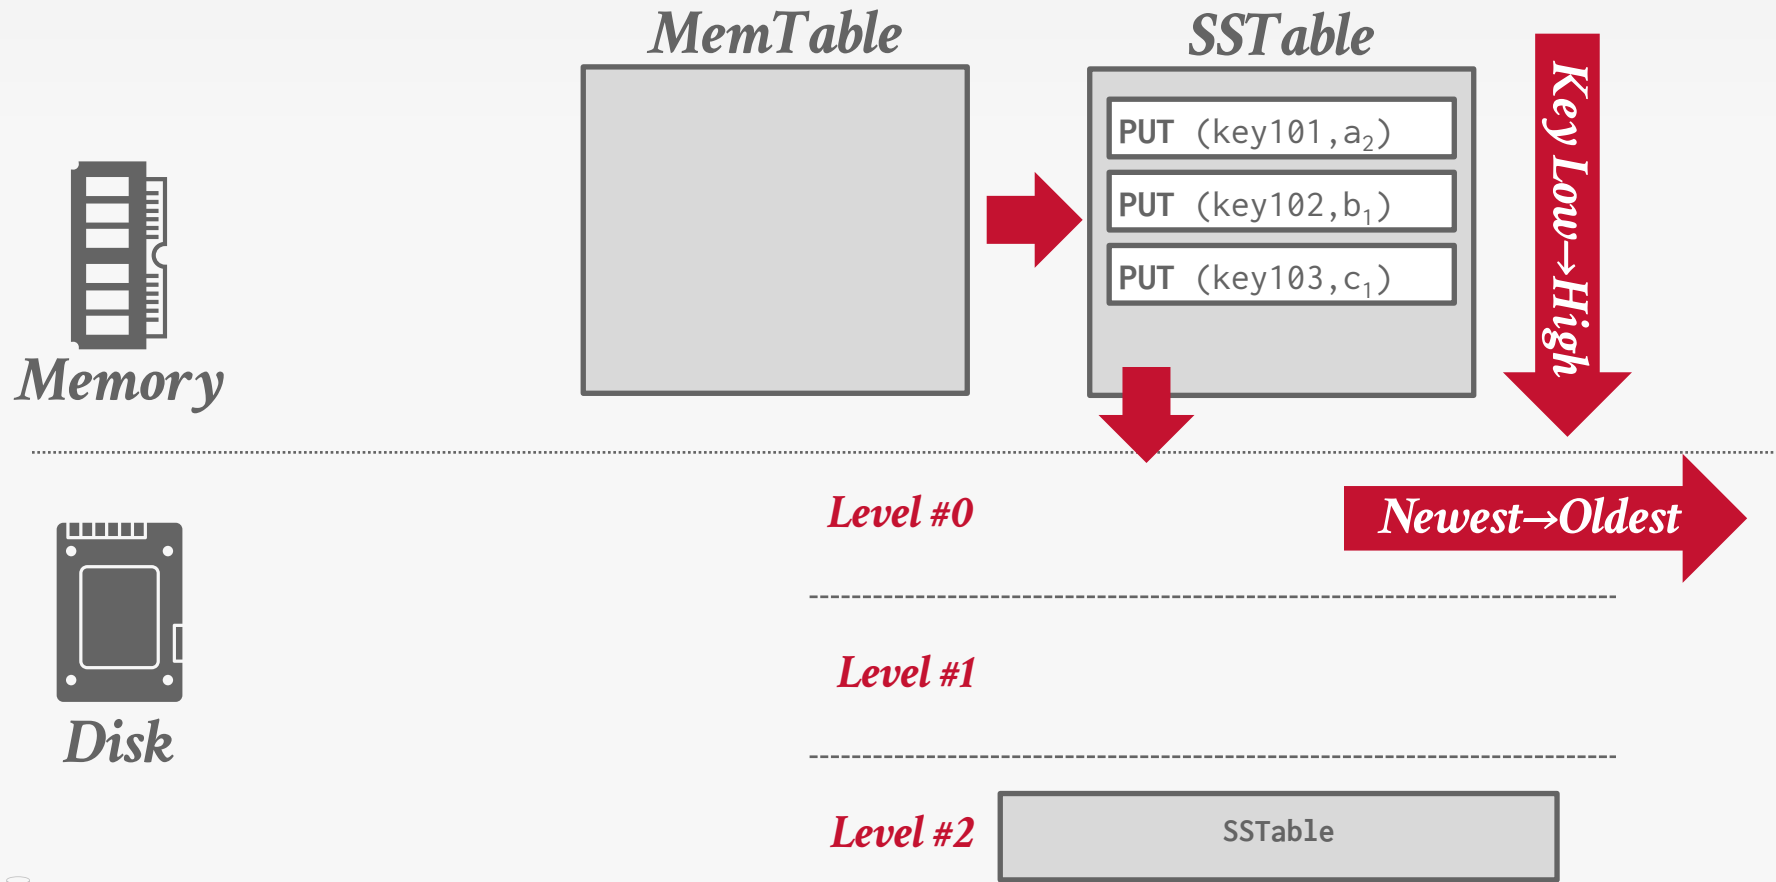 MemTable
SSTable
PUT (key101,a₂)
PUT (key102,b₁)
PUT (key103,c₁)
Key Low→High
Memory
Level #0
Newest→Oldest
Level #1
Disk
Level #2
SSTable